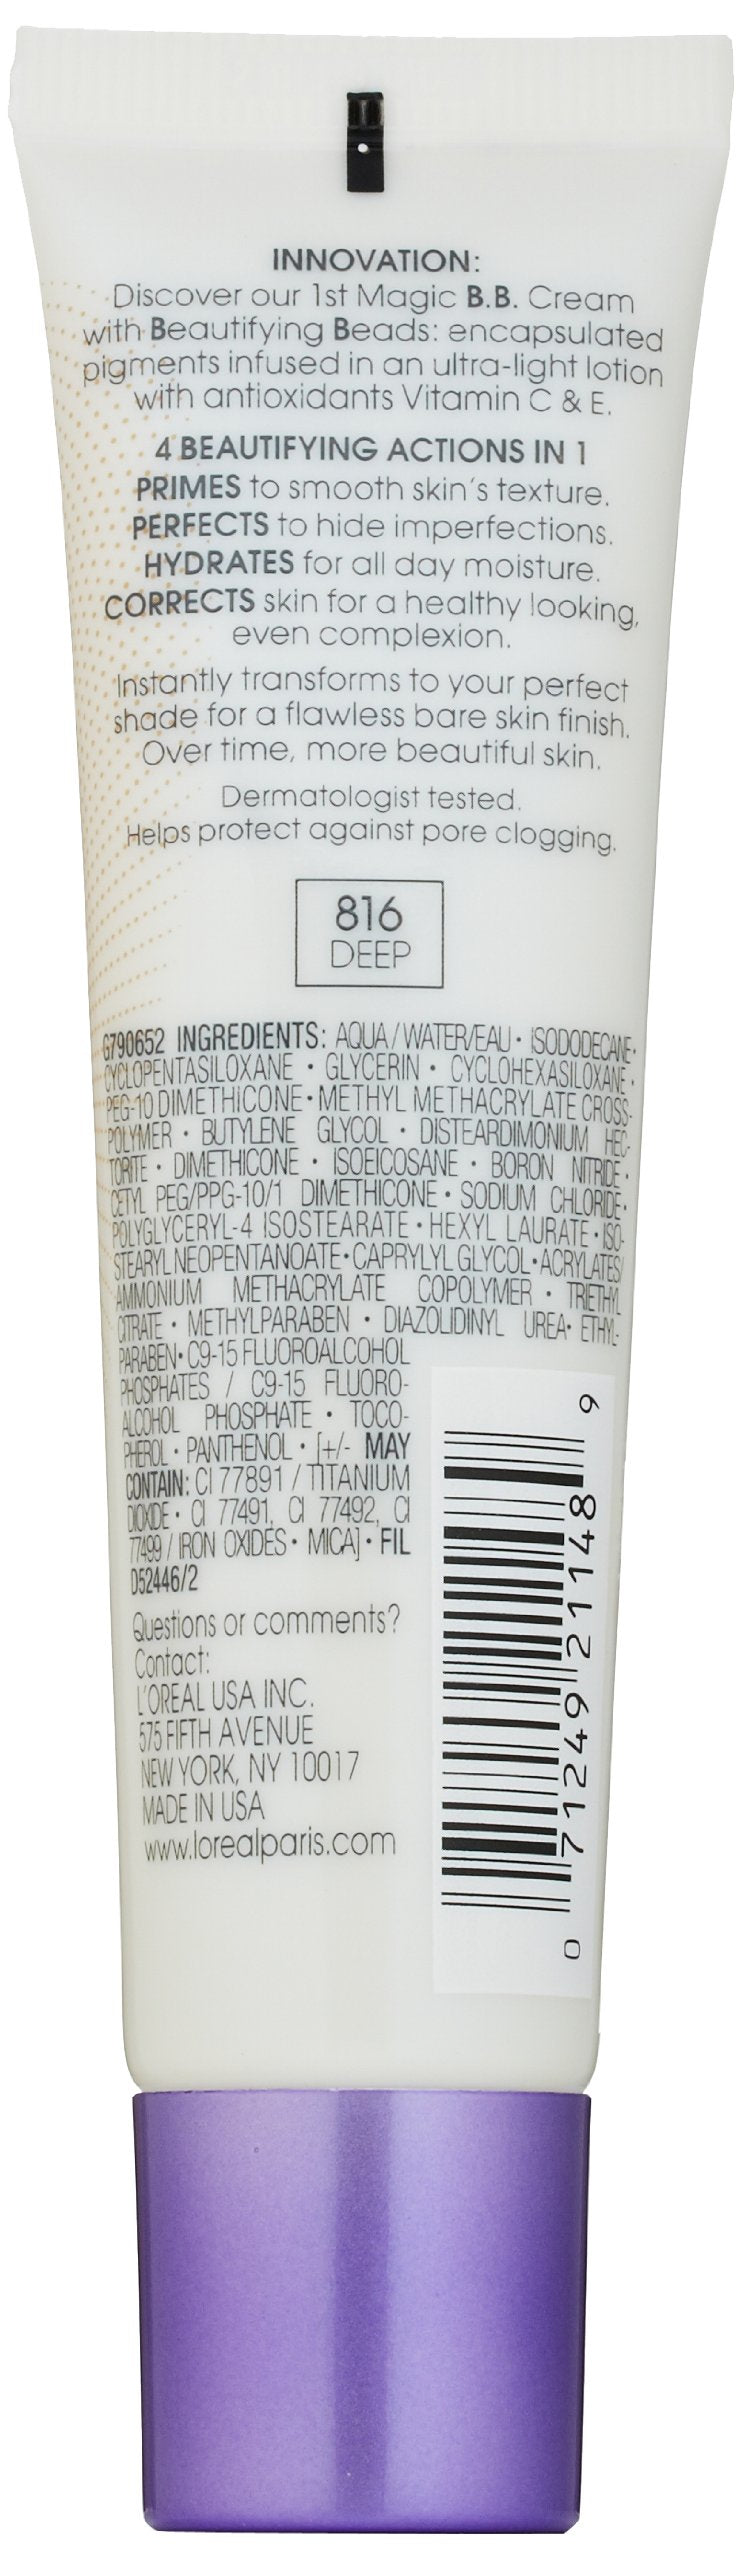 INNOVATION:
Discover our 1st Magic B.B. Cream
with Beautifying Beads: encapsulated
pigments infused in an ultra-light lotion
with antioxidants Vitamin C & E.
4 BEAUTIFYING ACTIONS IN 1
PRIMES to smooth skin's texture.
PERFECTS to hide imperfections.
HYDRATES for all day moisture.
CORRECTS skin for a healthy looking,
even complexion.
Instantly transforms to your perfect
shade for a flawless bare skin finish.
Over time, more beautiful skin.
Dermatologist tested.
Helps protect against pore clogging.
816
DEEP
G790652 INGREDIENTS: AQUA/WATER/EAU • ISODODECANE •
CYCLOPENTASILOXANE • GLYCERIN • CYCLOHEXASILOXANE •
PEG-10 DIMETHICONE • METHYL METHACRYLATE CROSS-
POLYMER • BUTYLENE GLYCOL • DISTEARDIMONIUM HEC-
TORITE • DIMETHICONE • ISOEICOSANE • BORON NITRIDE •
CETYL PEG/PPG-10/1 DIMETHICONE • SODIUM CHLORIDE •
POLYGLYCERYL-4 ISOSTEARATE • HEXYL LAURATE • ISO-
STEARYL NEOPENTANOATE • CAPRYLYL GLYCOL • ACRYLATES/
AMMONIUM METHACRYLATE COPOLYMER • TRIETHYL
CITRATE • METHYLPARABEN • DIAZOLIDINYL UREA • ETHYL-
PARABEN • C9-15 FLUOROALCOHOL
PHOSPHATES / C9-15 FLUORO-
ALCOHOL PHOSPHATE • TOCO-
PHEROL • PANTHENOL • [+/- MAY
CONTAIN: CI 77891 / TITANIUM
DIOXIDE • CI 77491, CI 77492, CI
77499 / IRON OXIDES • MICA] • FIL
D52446/2
Questions or comments?
Contact:
L'OREAL USA INC.
575 FIFTH AVENUE
NEW YORK, NY 10017
MADE IN USA
www.lorealparis.com
0 71249 21148 9